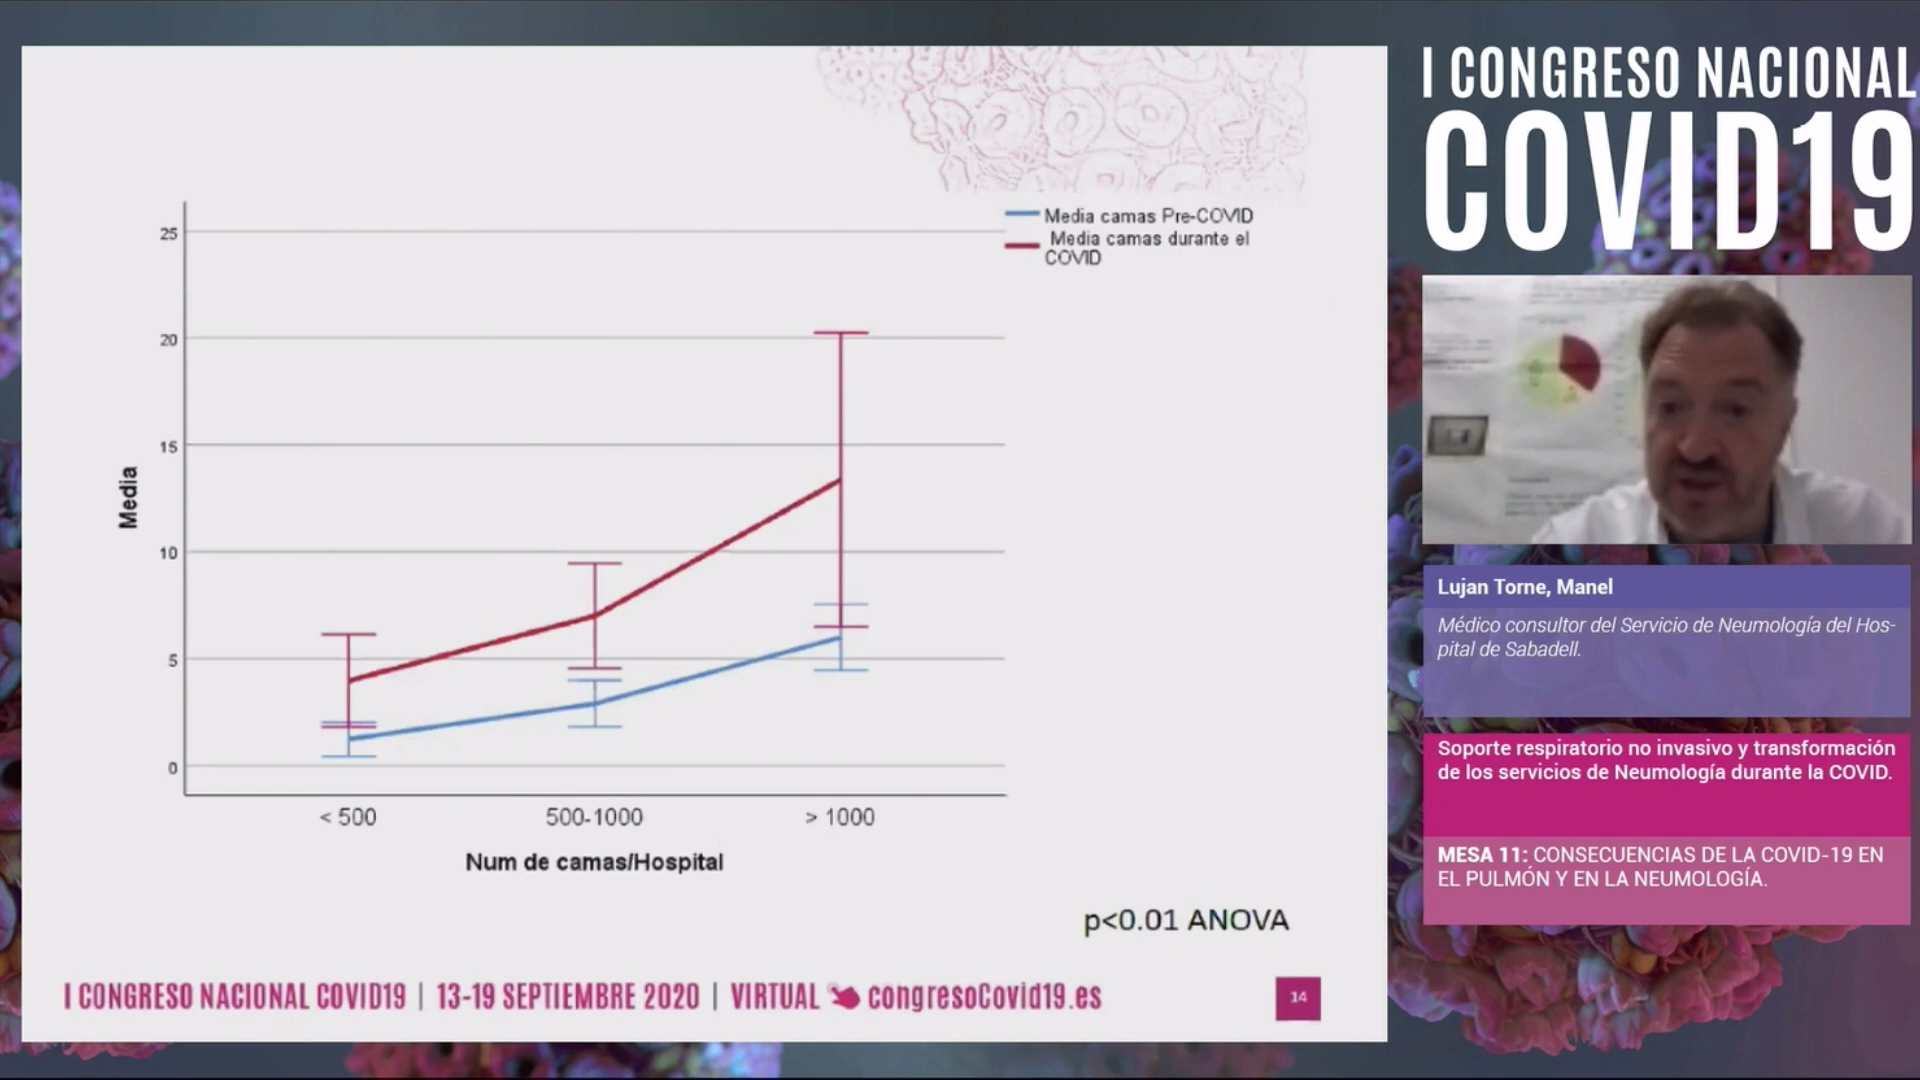 25
20
15
10
5
0
Media
< 500
500-1000
> 1000
Num de camas/Hospital
Media camas Pre-COVID
Media camas durante el
COVID
p<0.01 ANOVA
I CONGRESO NACIONAL COVID19 | 13-19 SEPTIEMBRE 2020 | VIRTUAL congresoCovid19.es
14
I CONGRESO NACIONAL
COVID19
Lujan Torne, Manel
Médico consultor del Servicio de Neumología del Hos-
pital de Sabadell.
Soporte respiratorio no invasivo y transformación
de los servicios de Neumología durante la COVID.
MESA 11: CONSECUENCIAS DE LA COVID-19 EN
EL PULMÓN Y EN LA NEUMOLOGÍA.